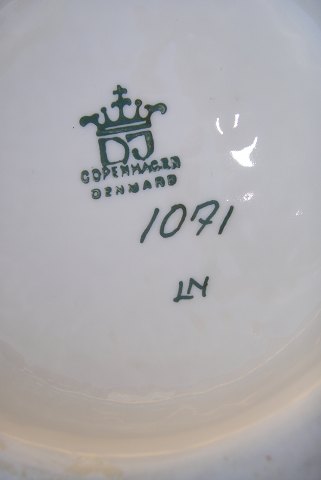 DJ
COPENHAGEN
DENMARK
1071
LN